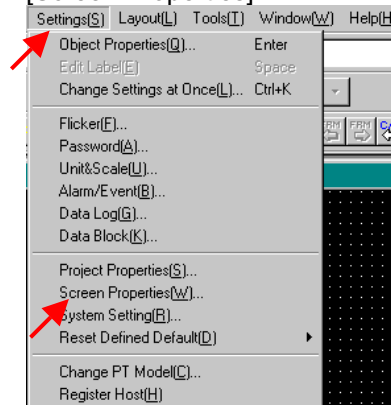 Settings(S) Layout(L) Tools(T) Window(W) Help(H
Object Properties(Q)... Enter
Edit Label(E) Space
Change Settings at Once(L)... Ctrl+K
Flicker(F)...
Password(A)...
Unit&Scale(U)...
Alarm/Event(B)...
Data Log(G)...
Data Block(K)...
Project Properties(S)...
Screen Properties(W)...
System Setting(R)...
Reset Defined Default(D)
Change PT Model(C)...
Register Host(H)